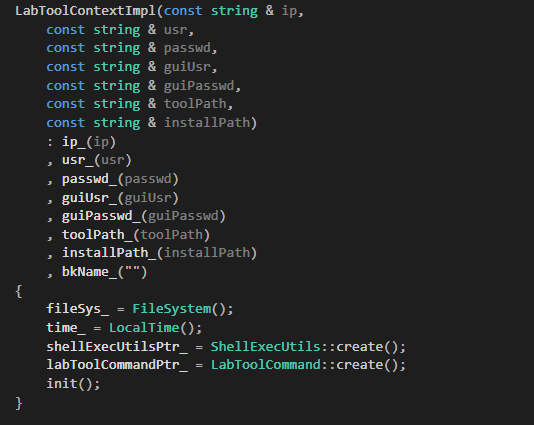 LabToolContextImpl(const string & ip,
    const string & usr,
    const string & passwd,
    const string & guiUsr,
    const string & guiPasswd,
    const string & toolPath,
    const string & installPath)
    : ip_(ip)
    , usr_(usr)
    , passwd_(passwd)
    , guiUsr_(guiUsr)
    , guiPasswd_(guiPasswd)
    , toolPath_(toolPath)
    , installPath_(installPath)
    , bkName_("")
{
    fileSys_ = FileSystem();
    time_ = LocalTime();
    shellExecUtilsPtr_ = ShellExecUtils::create();
    labToolCommandPtr_ = LabToolCommand::create();
    init();
}